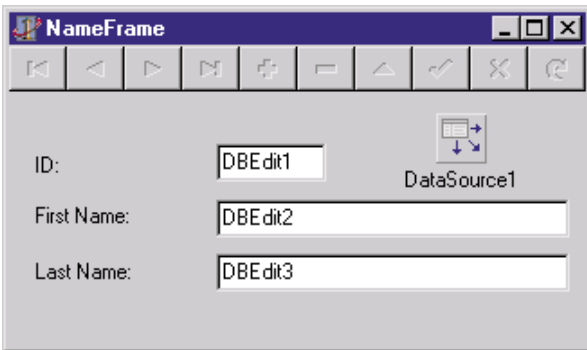 NameFrame
ID:
DBEdit1
DataSource1
First Name:
DBEdit2
Last Name:
DBEdit3